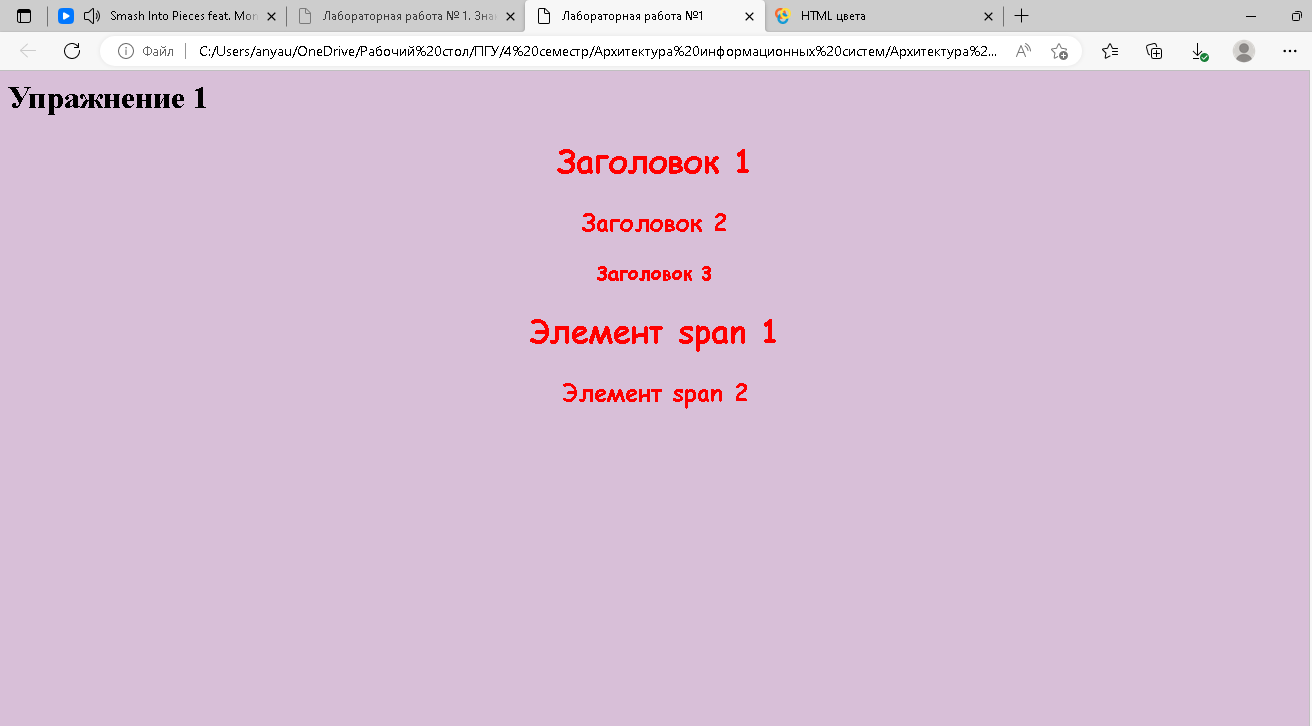 Smash Into Pieces feat. Mon
Лабораторная работа № 1. Зна
Лабораторная работа №1
HTML цвета
Файл
C:/Users/anyau/OneDrive/Рабочий%20стол/ПГУ/4%20семестр/Архитектура%20информационных%20систем/Архитектура%2...
Упражнение 1
Заголовок 1
Заголовок 2
Заголовок 3
Элемент span 1
Элемент span 2